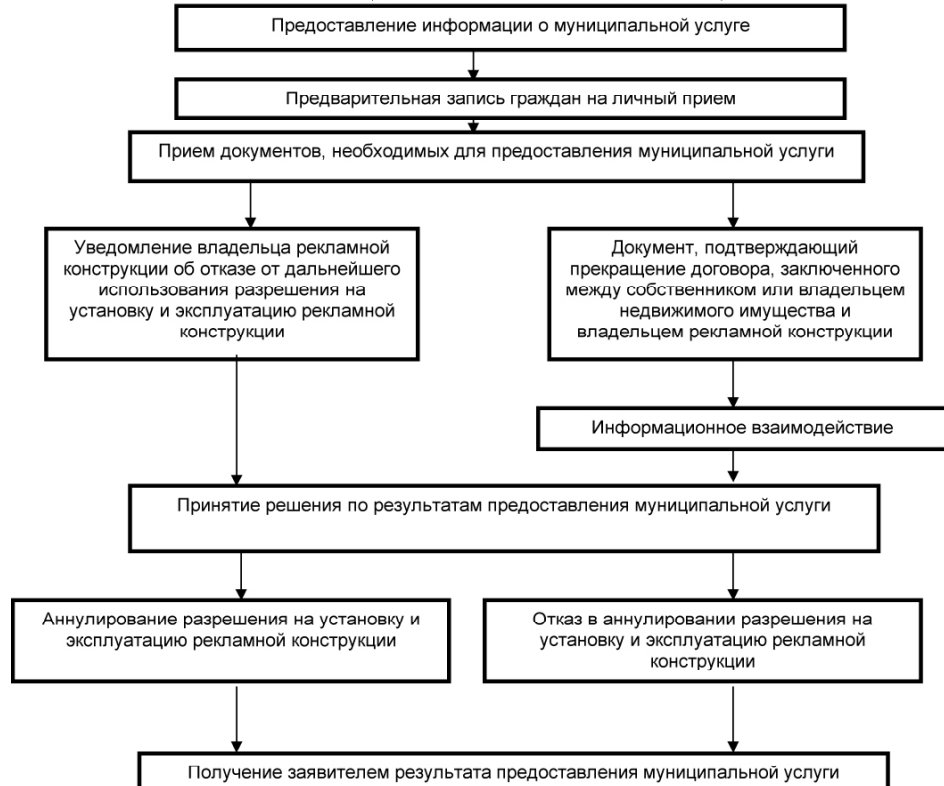 Предоставление информации о муниципальной услуге
Предварительная запись граждан на личный прием
Прием документов, необходимых для предоставления муниципальной услуги
Уведомление владельца рекламной
конструкции об отказе от дальнейшего
использования разрешения на
установку и эксплуатацию рекламной
конструкции
Документ, подтверждающий
прекращение договора, заключенного
между собственником или владельцем
недвижимого имущества и
владельцем рекламной конструкции
Информационное взаимодействие
Принятие решения по результатам предоставления муниципальной услуги
Аннулирование разрешения на установку и
эксплуатацию рекламной конструкции
Отказ в аннулировании разрешения на
установку и эксплуатацию рекламной
конструкции
Получение заявителем результата предоставления муниципальной услуги